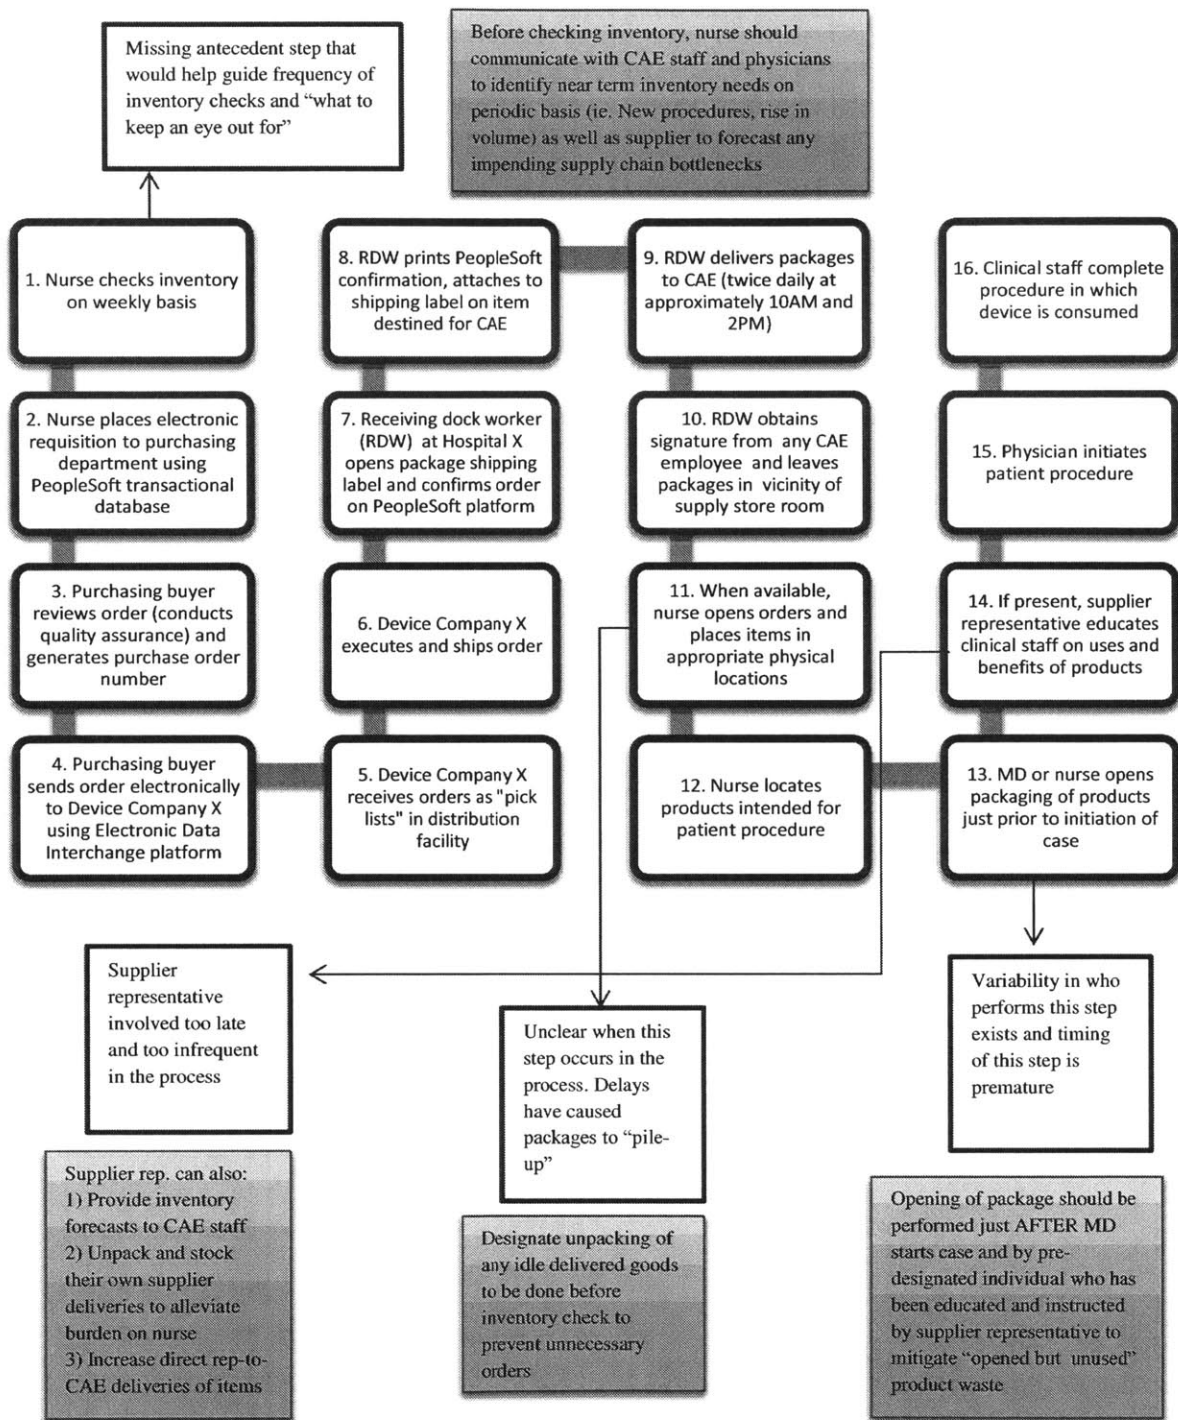 Missing antecedent step that
would help guide frequency of
inventory checks and “what to
keep an eye out for”
Before checking inventory, nurse should
communicate with CAE staff and physicians
to identify near term inventory needs on
periodic basis (ie. New procedures, rise in
volume) as well as supplier to forecast any
impending supply chain bottlenecks
1. Nurse checks inventory
on weekly basis
2. Nurse places electronic
requisition to purchasing
department using
PeopleSoft transactional
database
3. Purchasing buyer
reviews order (conducts
quality assurance) and
generates purchase order
number
4. Purchasing buyer
sends order electronically
to Device Company X
using Electronic Data
Interchange platform
5. Device Company X
receives orders as "pick
lists" in distribution
facility
6. Device Company X
executes and ships order
7. Receiving dock worker
(RDW) at Hospital X
opens package shipping
label and confirms order
on PeopleSoft platform
8. RDW prints PeopleSoft
confirmation, attaches to
shipping label on item
destined for CAE
9. RDW delivers packages
to CAE (twice daily at
approximately 10AM and
2PM)
10. RDW obtains
signature from any CAE
employee and leaves
packages in vicinity of
supply store room
11. When available,
nurse opens orders and
places items in
appropriate physical
locations
12. Nurse locates
products intended for
patient procedure
13. MD or nurse opens
packaging of products
just prior to initiation of
case
14. If present, supplier
representative educates
clinical staff on uses and
benefits of products
15. Physician initiates
patient procedure
16. Clinical staff complete
procedure in which
device is consumed
Supplier
representative
involved too late
and too infrequent
in the process
Supplier rep. can also:
1) Provide inventory
forecasts to CAE staff
2) Unpack and stock
their own supplier
deliveries to alleviate
burden on nurse
3) Increase direct rep-to-
CAE deliveries of items
Unclear when this
step occurs in the
process. Delays
have caused
packages to “pile-
up”
Designate unpacking of
any idle delivered goods
to be done before
inventory check to
prevent unnecessary
orders
Variability in who
performs this step
exists and timing
of this step is
premature
Opening of package should be
performed just AFTER MD
starts case and by pre-
designated individual who has
been educated and instructed
by supplier representative to
mitigate “opened but unused”
product waste